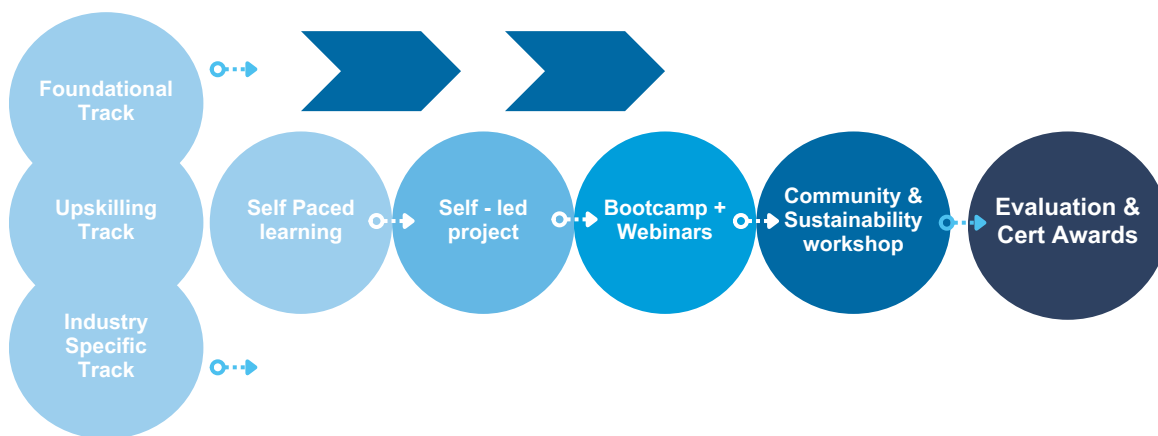 Foundational
Track
Upskilling
Track
Industry
Specific
Track
Self Paced
learning
Self - led
project
Bootcamp +
Webinars
Community &
Sustainability
workshop
Evaluation &
Cert Awards